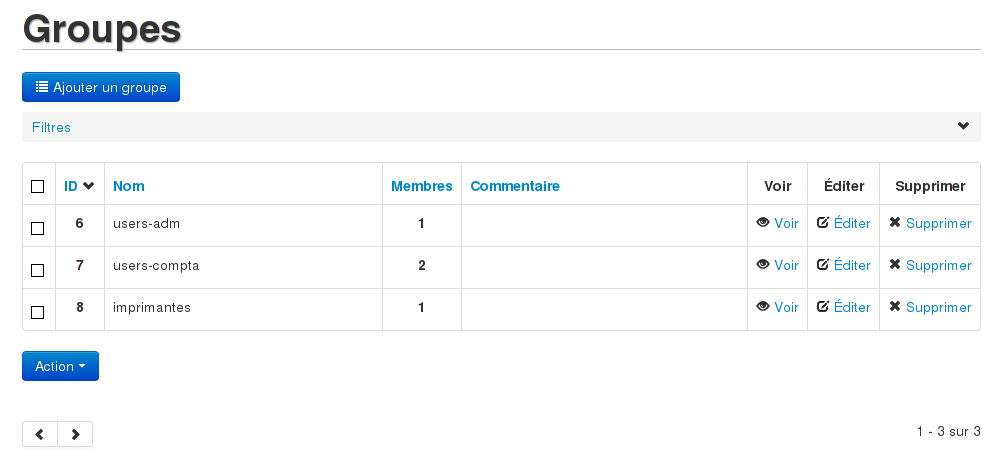 Groupes
Ajouter un groupe
Filtres
ID Nom Membres Commentaire Voir Éditer Supprimer
6 users-adm 1 Voir Éditer Supprimer
7 users-compta 2 Voir Éditer Supprimer
8 imprimantes 1 Voir Éditer Supprimer
Action
1 - 3 sur 3